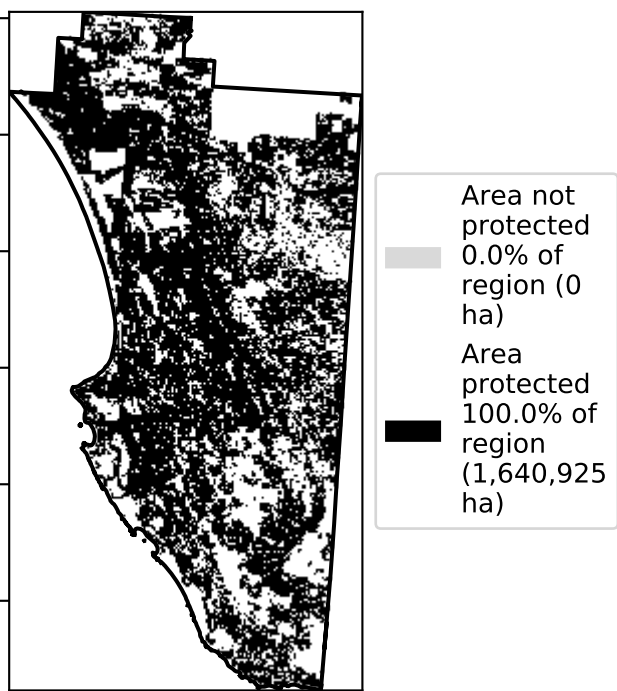 Area not
protected
0.0% of
region (0
ha)
Area
protected
100.0% of
region
(1,640,925
ha)